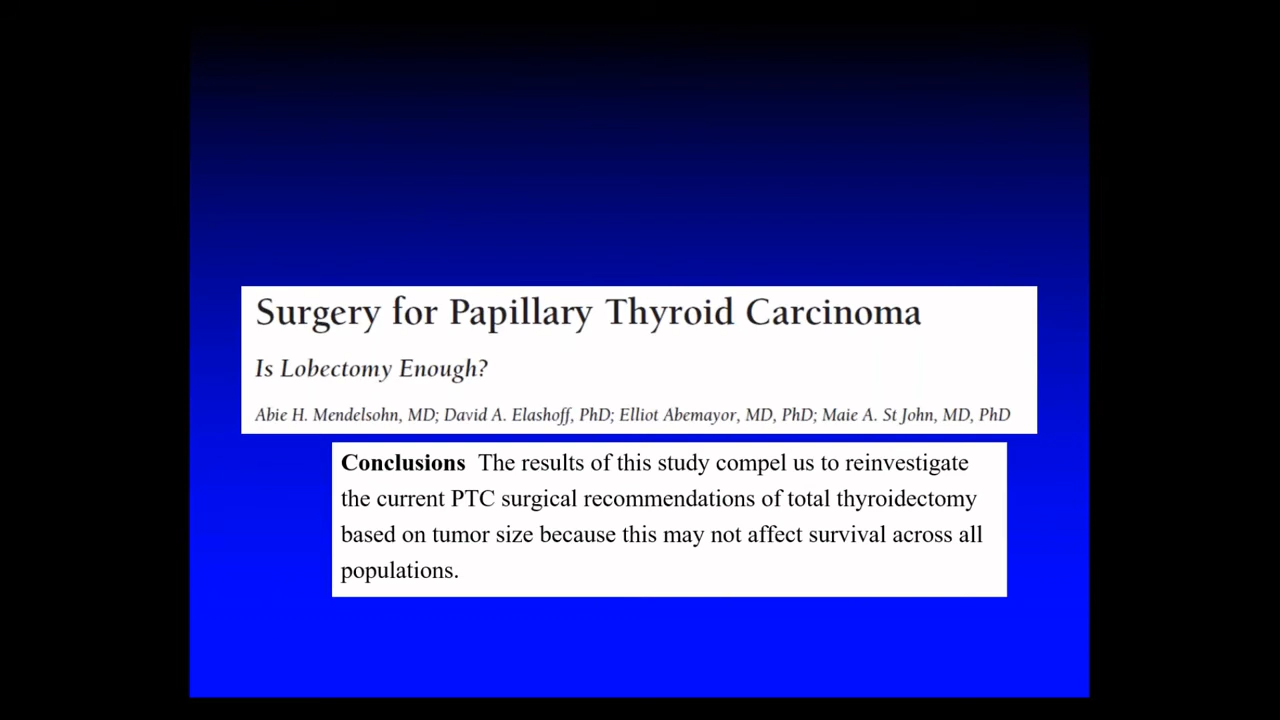 Surgery for Papillary Thyroid Carcinoma
Is Lobectomy Enough?
Abie H. Mendelsohn, MD; David A. Elashoff, PhD; Elliot Abemayor, MD, PhD; Maie A. St John, MD, PhD
Conclusions The results of this study compel us to reinvestigate
the current PTC surgical recommendations of total thyroidectomy
based on tumor size because this may not affect survival across all
populations.